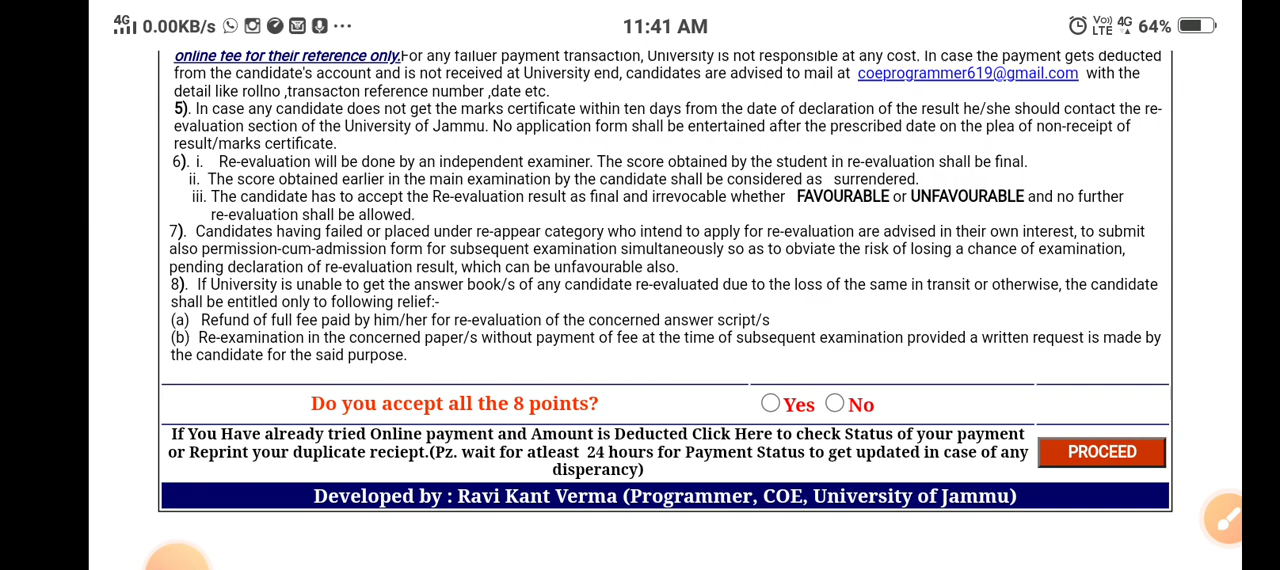 4G 0.00KB/s ... 11:41 AM Vo) LTE 4G 64%
online fee for their reference only.For any failuer payment transaction, University is not responsible at any cost. In case the payment gets deducted
from the candidate's account and is not received at University end, candidates are advised to mail at coeprogrammer619@gmail.com with the
detail like rollno ,transacton reference number ,date etc.
5). In case any candidate does not get the marks certificate within ten days from the date of declaration of the result he/she should contact the re-
evaluation section of the University of Jammu. No application form shall be entertained after the prescribed date on the plea of non-receipt of
result/marks certificate.
6). i. Re-evaluation will be done by an independent examiner. The score obtained by the student in re-evaluation shall be final.
ii. The score obtained earlier in the main examination by the candidate shall be considered as surrendered.
iii. The candidate has to accept the Re-evaluation result as final and irrevocable whether FAVOURABLE or UNFAVOURABLE and no further
re-evaluation shall be allowed.
7). Candidates having failed or placed under re-appear category who intend to apply for re-evaluation are advised in their own interest, to submit
also permission-cum-admission form for subsequent examination simultaneously so as to obviate the risk of losing a chance of examination,
pending declaration of re-evaluation result, which can be unfavourable also.
8). If University is unable to get the answer book/s of any candidate re-evaluated due to the loss of the same in transit or otherwise, the candidate
shall be entitled only to following relief:-
(a) Refund of full fee paid by him/her for re-evaluation of the concerned answer script/s
(b) Re-examination in the concerned paper/s without payment of fee at the time of subsequent examination provided a written request is made by
the candidate for the said purpose.
Do you accept all the 8 points? Yes No
If You Have already tried Online payment and Amount is Deducted Click Here to check Status of your payment
or Reprint your duplicate reciept.(Pz. wait for atleast 24 hours for Payment Status to get updated in case of any
disperancy)
PROCEED
Developed by : Ravi Kant Verma (Programmer, COE, University of Jammu)